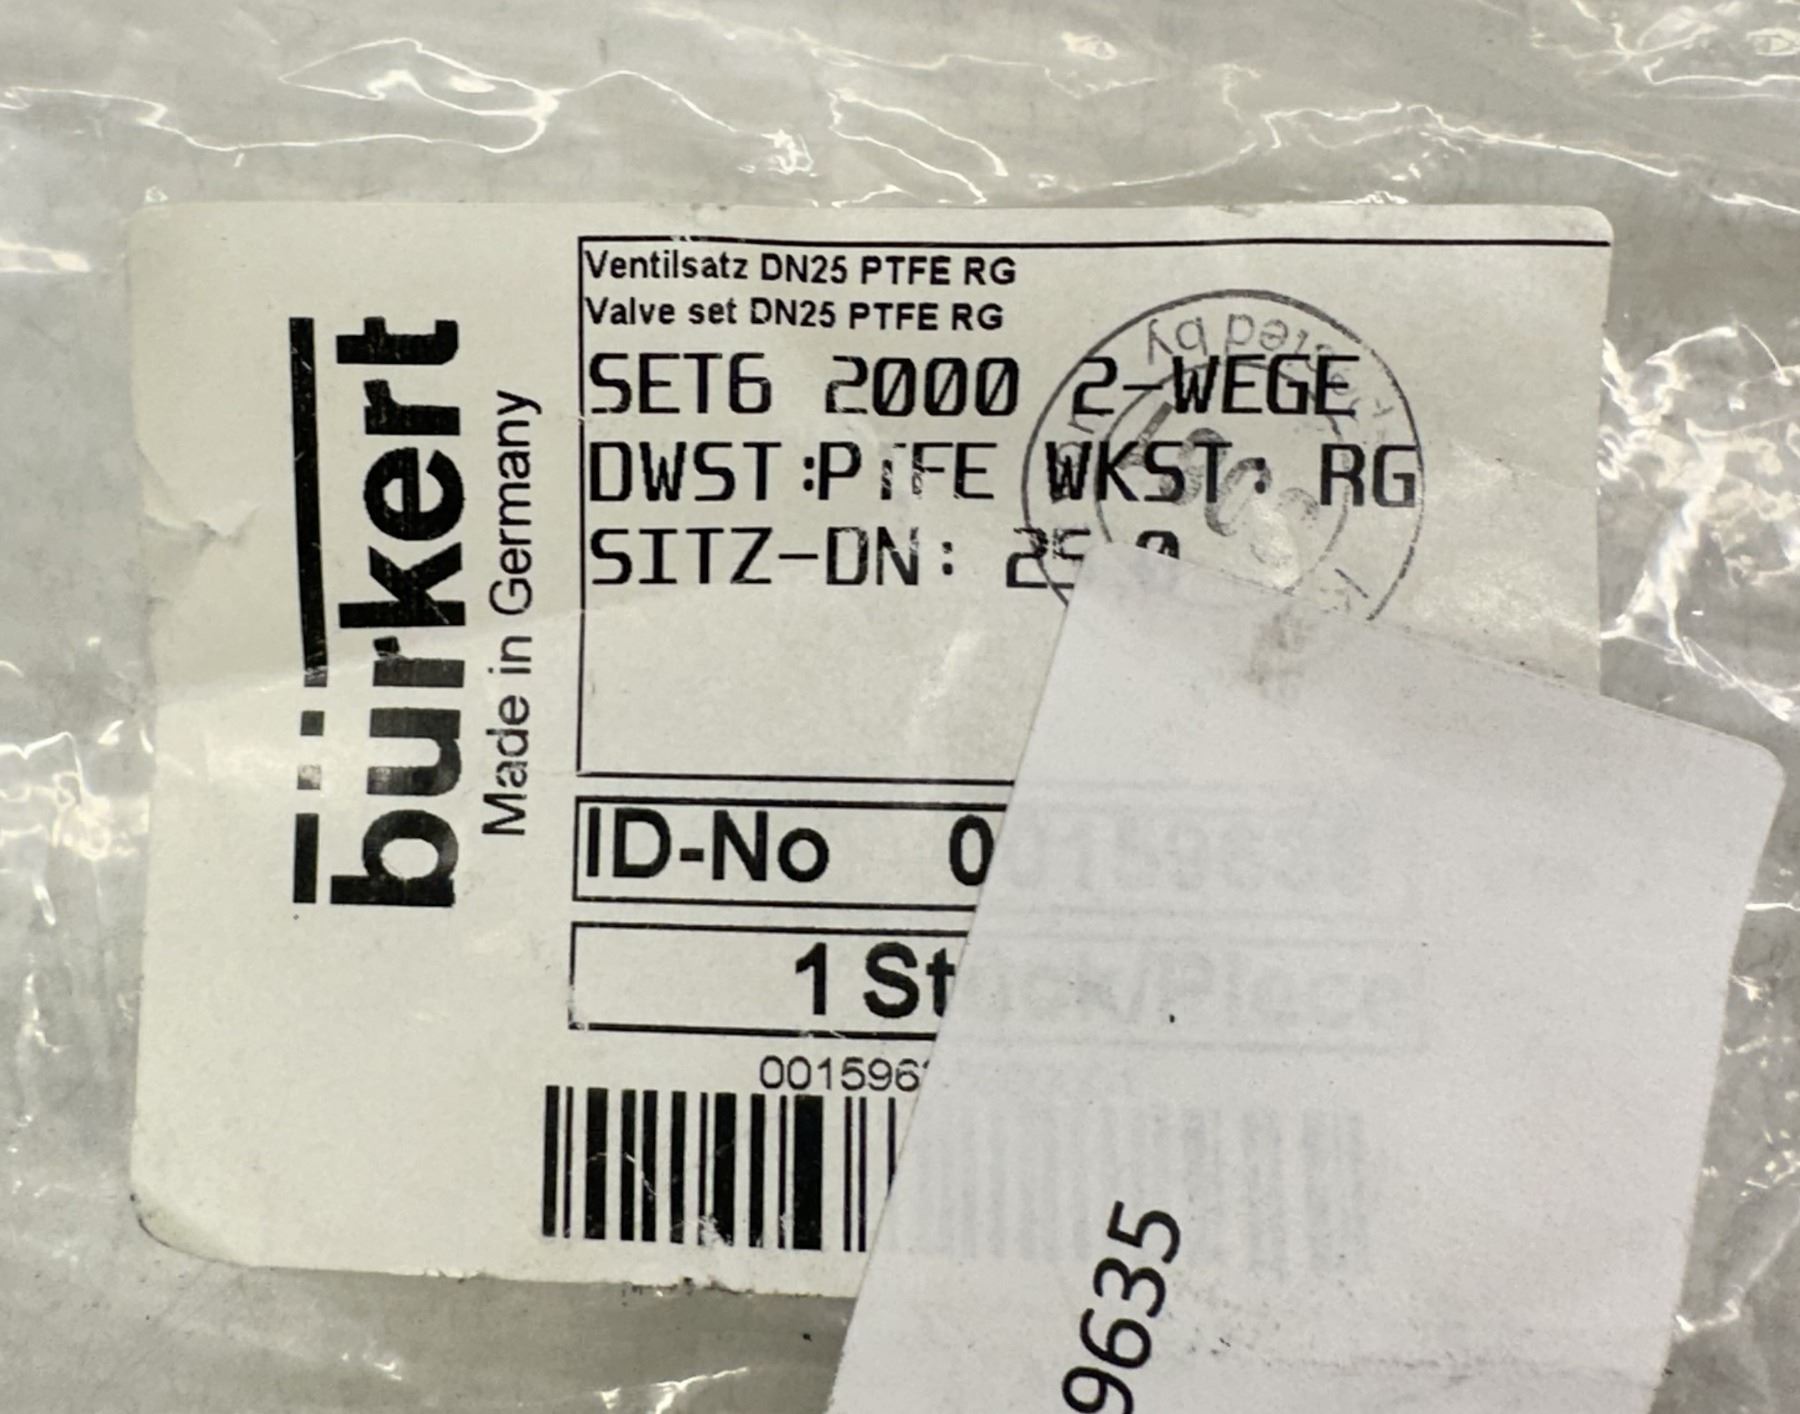 bürkert
Made in Germany
Ventilsatz DN25 PTFE RG
Valve set DN25 PTFE RG
SET6 2000 2-WEGE
DWST:PTFE WKST: RG
SITZ-DN:
ID-No 0
1 St
001596
9635